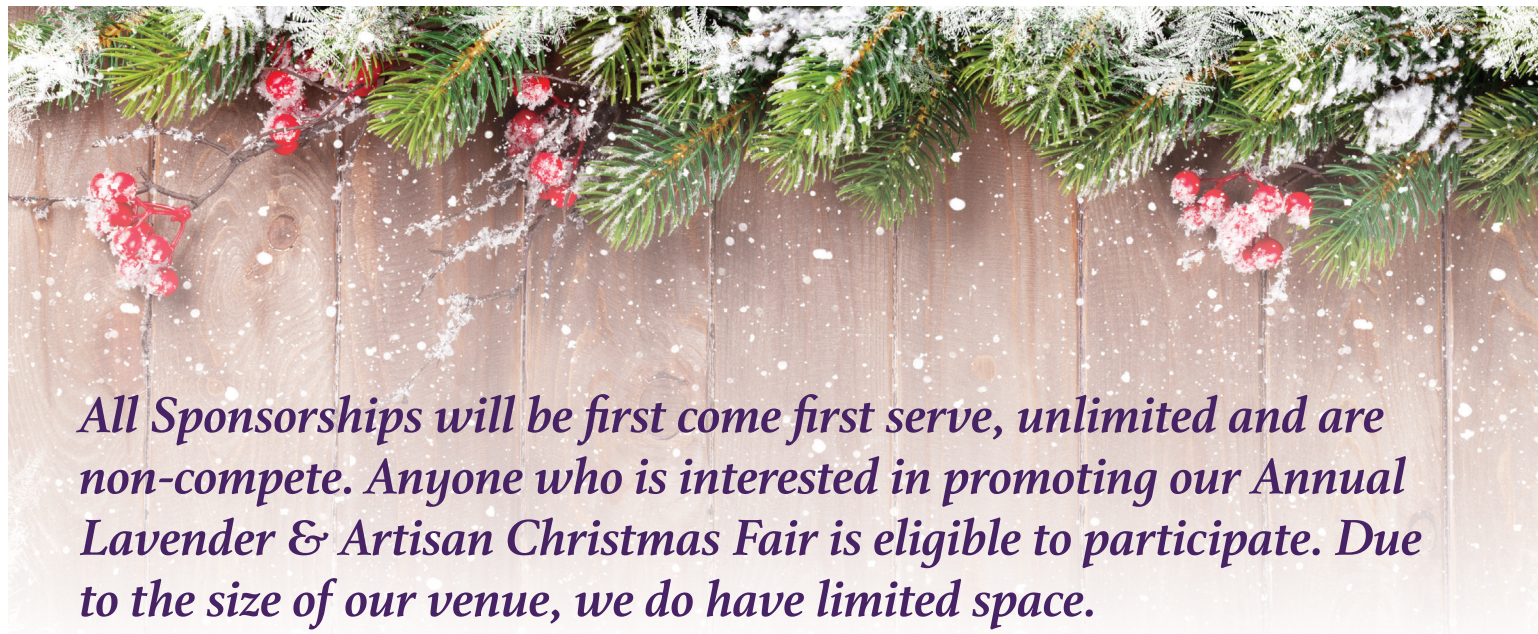 All Sponsorships will be first come first serve, unlimited and are
non-compete. Anyone who is interested in promoting our Annual
Lavender & Artisan Christmas Fair is eligible to participate. Due
to the size of our venue, we do have limited space.